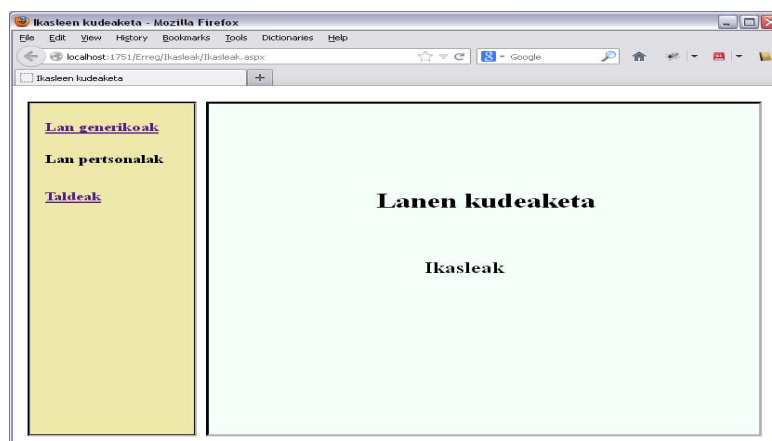 Ikasleen kudeaketa - Mozilla Firefox
File Edit View History Bookmarks Tools Dictionaries Help
localhost:1751/Erreg/Ikasleak/Ikasleak.aspx Google
Ikasleen kudeaketa
Lan generikoak
Lan pertsonalak
Taldeak
Lanen kudeaketa
Ikasleak